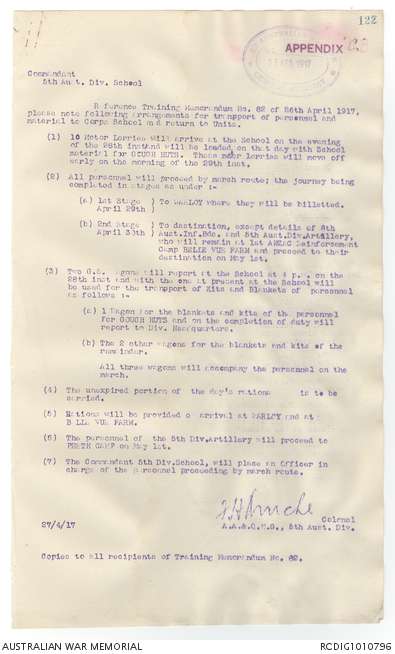 122
APPENDIX
Commandant
5th Aust. Div. School
R ference Training Memorandum No. 82 of 26th April 1917,
please note following arrangements for transport of personnel and
material to Corps School and return to Units.
(1) 10 Motor Lorries will arrive at the School on the evening
of the 28th inst and will be loaded on that day with School
material for GOUGH HUTS. These lorries will move off
early on the morning of the 29th inst.
(2) All personnel will proceed by march route; the journey being
completed in stages as under :-
(a) 1st Stage ) To WARLOY where they will be billetted.
April 29th )
(b) 2nd Stage ) To destination, except details of 8th
April 30th ) Aust.Inf.Bde. and 5th Aust.Div.Artillery,
who will remain at 1st ANZAC Reinforcement
Camp BELLE VUE FARM and proceed to their
destination on May 1st.
(3) Two G.S. agons will report at the School at 4 p.m. on the
28th inst and with the one at present at the School will
be used for the transport of Kits and Blankets of personnel
as follows :-
(a) 1 Wagon for the blankets and kits of the personnel
for GOUGH HUTS and on the completion of duty will
report to Div. Headquarters.
(b) The 2 other wagons for the blankets and kits of the
remainder.
All three wagons will accompany the personnel on the
march.
(4) The unexpired portion of the day's rations is to be
carried.
(5) Rations will be provided on arrival at WARLOY and at
B LLE VUE FARM.
(6) The personnel of the 5th Div.Artillery will proceed to
PERTH CAMP on May 1st.
(7) The Commandant 5th Div.School, will place an Officer in
charge of the personnel proceeding by march route.
Colonel
27/4/17 A.A.& Q.M.G., 5th Aust. Div.
Copies to all recipients of Training Memorandum No. 82.
AUSTRALIAN WAR MEMORIAL RCDIG1010796